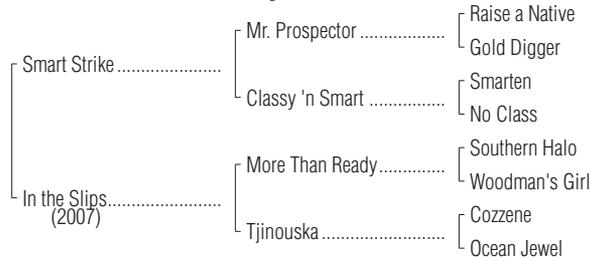 Raise a Native
Mr. Prospector ..................
Gold Digger
Smart Strike ......................
Smarten
Classy 'n Smart ................
No Class
Southern Halo
More Than Ready..............
Woodman's Girl
In the Slips........................
(2007)
Cozzene
Tjinouska..........................
Ocean Jewel